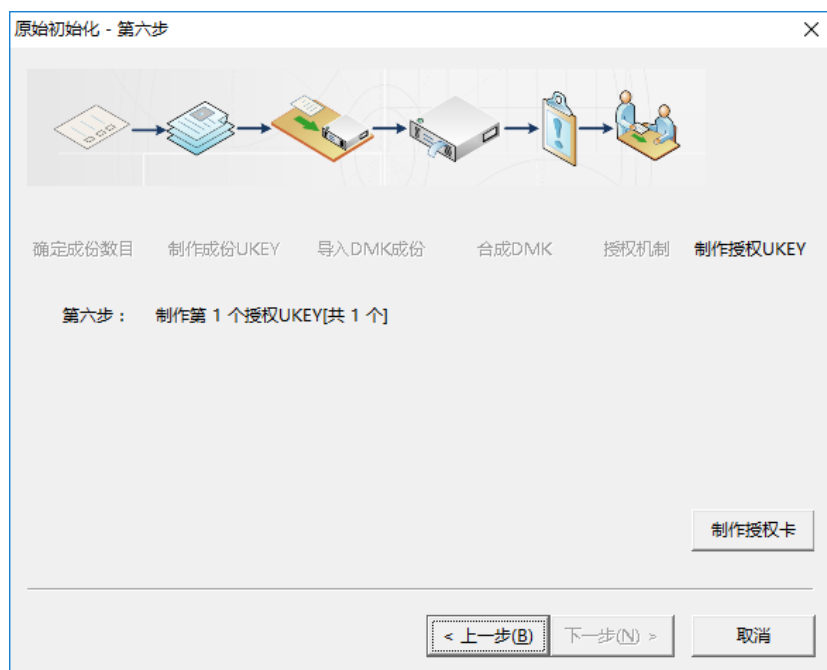 原始初始化 - 第六步
确定成份数目 制作成份UKEY 导入DMK成份 合成DMK 授权机制 制作授权UKEY
第六步： 制作第 1 个授权UKEY[共 1 个]
制作授权卡
< 上一步(B) 下一步(N) > 取消